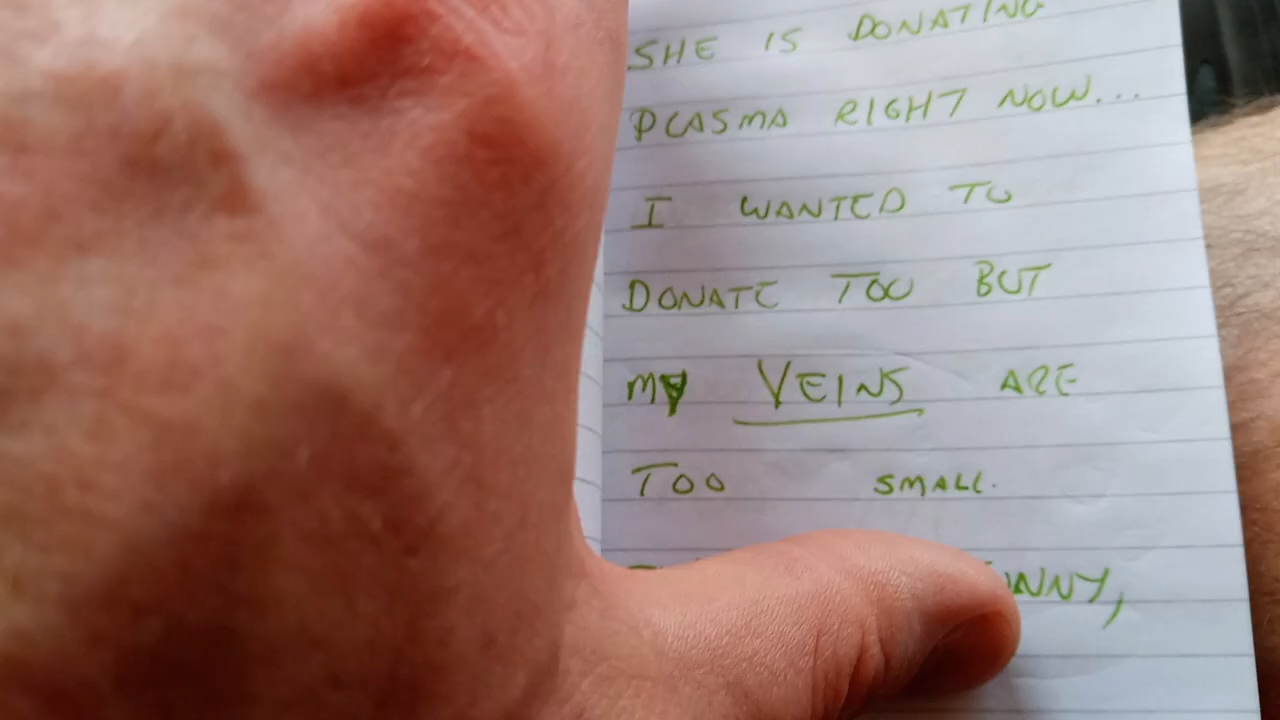 SHE IS DONATING
PLASMA RIGHT NOW...
I WANTED TO
DONATE TOO BUT
MY VEINS ARE
TOO SMALL.